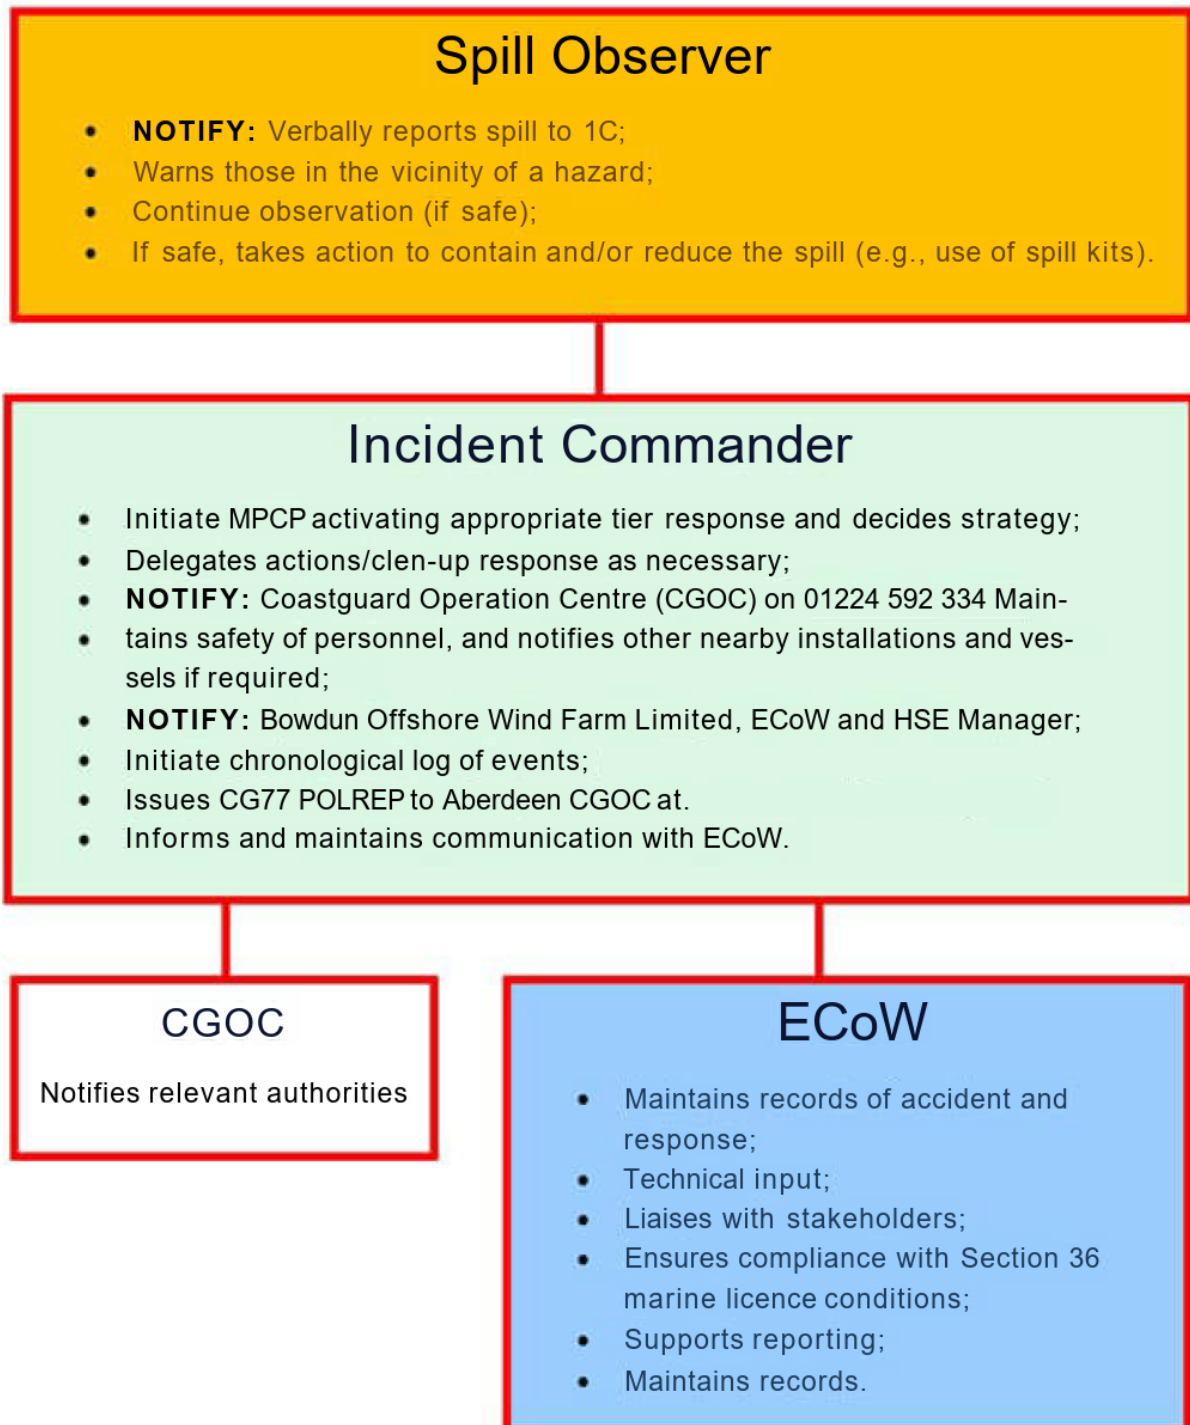 Spill Observer
• NOTIFY: Verbally reports spill to 1C;
• Warns those in the vicinity of a hazard;
• Continue observation (if safe);
• If safe, takes action to contain and/or reduce the spill (e.g., use of spill kits).
Incident Commander
• Initiate MPCP activating appropriate tier response and decides strategy;
• Delegates actions/clen-up response as necessary;
• NOTIFY: Coastguard Operation Centre (CGOC) on 01224 592 334 Main-
• tains safety of personnel, and notifies other nearby installations and ves-
sels if required;
• NOTIFY: Bowdun Offshore Wind Farm Limited, ECoW and HSE Manager;
• Initiate chronological log of events;
• Issues CG77 POLREP to Aberdeen CGOC at.
• Informs and maintains communication with ECoW.
CGOC
Notifies relevant authorities
ECoW
• Maintains records of accident and
response;
• Technical input;
• Liaises with stakeholders;
• Ensures compliance with Section 36
marine licence conditions;
• Supports reporting;
• Maintains records.